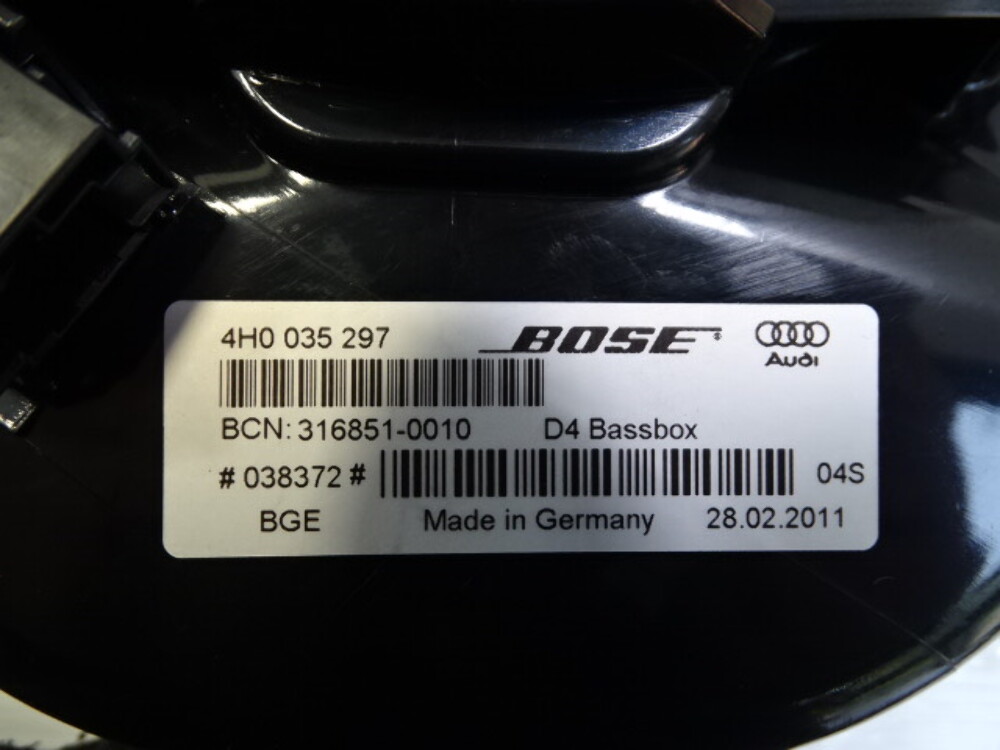 4H0 035 297 BOSE®
Audi
BCN: 316851-0010 D4 Bassbox
# 038372 # 04S
BGE Made in Germany 28.02.2011